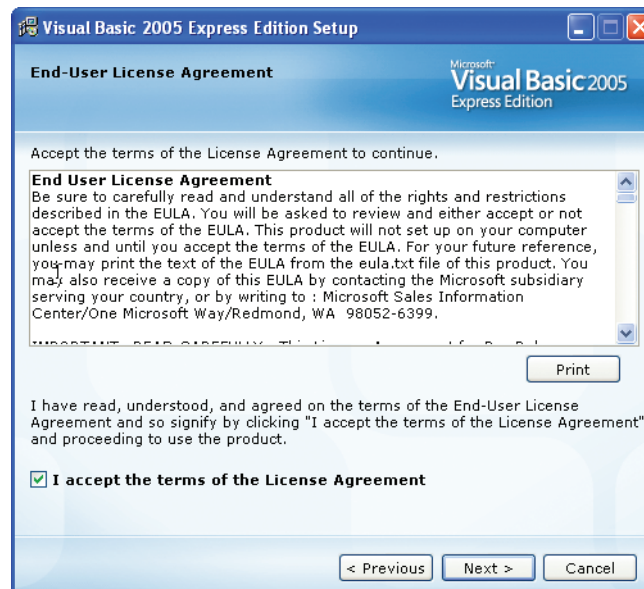 Visual Basic 2005 Express Edition Setup
End-User License Agreement
Microsoft
Visual Basic 2005
Express Edition
Accept the terms of the License Agreement to continue.
End User License Agreement
Be sure to carefully read and understand all of the rights and restrictions
described in the EULA. You will be asked to review and either accept or not
accept the terms of the EULA. This product will not set up on your computer
unless and until you accept the terms of the EULA. For your future reference,
you may print the text of the EULA from the eula.txt file of this product. You
may also receive a copy of this EULA by contacting the Microsoft subsidiary
serving your country, or by writing to : Microsoft Sales Information
Center/One Microsoft Way/Redmond, WA 98052-6399.
Print
I have read, understood, and agreed on the terms of the End-User License
Agreement and so signify by clicking "I accept the terms of the License Agreement"
and proceeding to use the product.
I accept the terms of the License Agreement
< Previous
Next >
Cancel